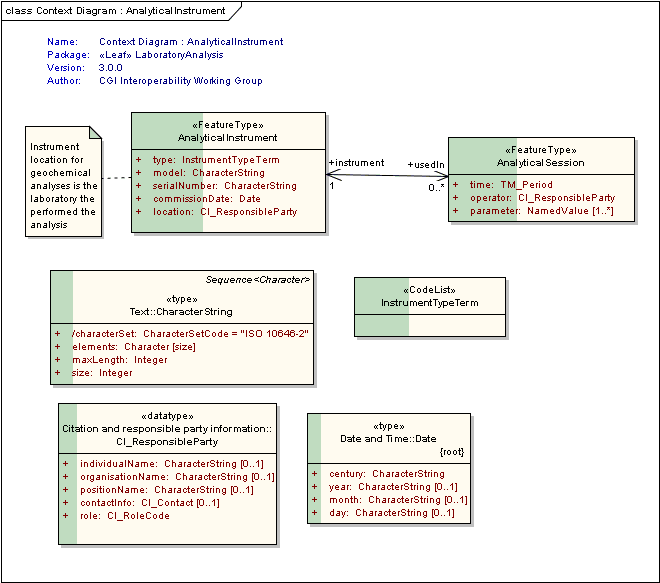 class Context Diagram : AnalyticalInstrument
Name: Context Diagram : AnalyticalInstrument
Package: «Leaf» LaboratoryAnalysis
Version: 3.0.0
Author: CGI Interoperability Working Group
Instrument
location for
geochemical
analyses is the
laboratory the
performed the
analysis
«FeatureType»
AnalyticalInstrument
+ type: InstrumentTypeTerm
+ model: CharacterString
+ serialNumber: CharacterString
+ commissionDate: Date
+ location: CI_ResponsibleParty
+instrument
1
+usedIn
0..*
«FeatureType»
AnalyticalSession
+ time: TM_Period
+ operator: CI_ResponsibleParty
+ parameter: NamedValue [1..*]
Sequence<Character>
«type»
Text::CharacterString
+ /characterSet: CharacterSetCode = "ISO 10646-2"
+ elements: Character [size]
+ maxLength: Integer
+ size: Integer
«CodeList»
InstrumentTypeTerm
«datatype»
Citation and responsible party information::
CI_ResponsibleParty
+ individualName: CharacterString [0..1]
+ organisationName: CharacterString [0..1]
+ positionName: CharacterString [0..1]
+ contactInfo: CI_Contact [0..1]
+ role: CI_RoleCode
«type»
Date and Time::Date
{root}
+ century: CharacterString
+ year: CharacterString [0..1]
+ month: CharacterString [0..1]
+ day: CharacterString [0..1]